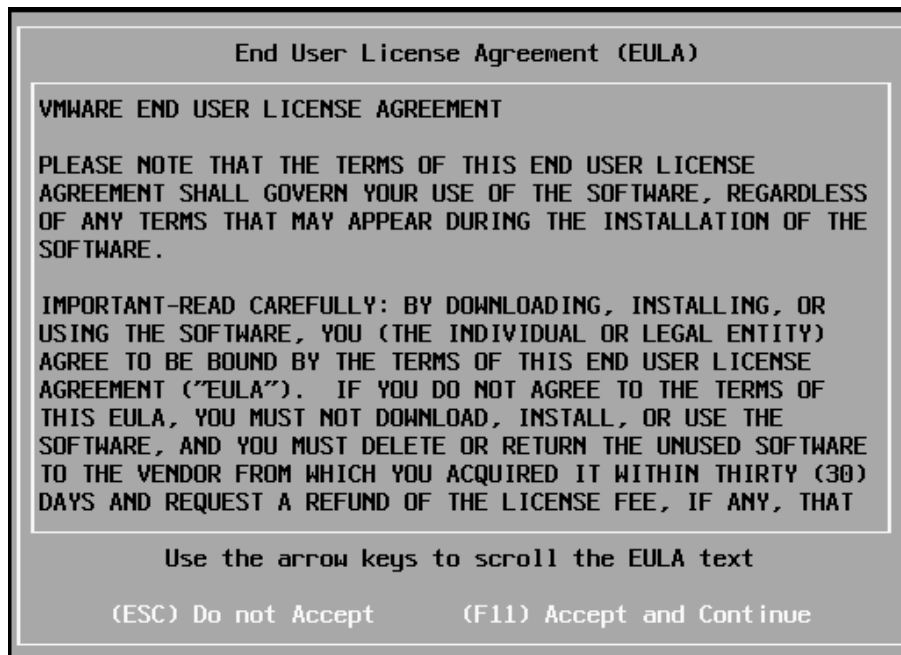 End User License Agreement (EULA)
VMWARE END USER LICENSE AGREEMENT
PLEASE NOTE THAT THE TERMS OF THIS END USER LICENSE
AGREEMENT SHALL GOVERN YOUR USE OF THE SOFTWARE, REGARDLESS
OF ANY TERMS THAT MAY APPEAR DURING THE INSTALLATION OF THE
SOFTWARE.
IMPORTANT-READ CAREFULLY: BY DOWNLOADING, INSTALLING, OR
USING THE SOFTWARE, YOU (THE INDIVIDUAL OR LEGAL ENTITY)
AGREE TO BE BOUND BY THE TERMS OF THIS END USER LICENSE
AGREEMENT ("EULA").  IF YOU DO NOT AGREE TO THE TERMS OF
THIS EULA, YOU MUST NOT DOWNLOAD, INSTALL, OR USE THE
SOFTWARE, AND YOU MUST DELETE OR RETURN THE UNUSED SOFTWARE
TO THE VENDOR FROM WHICH YOU ACQUIRED IT WITHIN THIRTY (30)
DAYS AND REQUEST A REFUND OF THE LICENSE FEE, IF ANY, THAT
Use the arrow keys to scroll the EULA text
(ESC) Do not Accept (F11) Accept and Continue